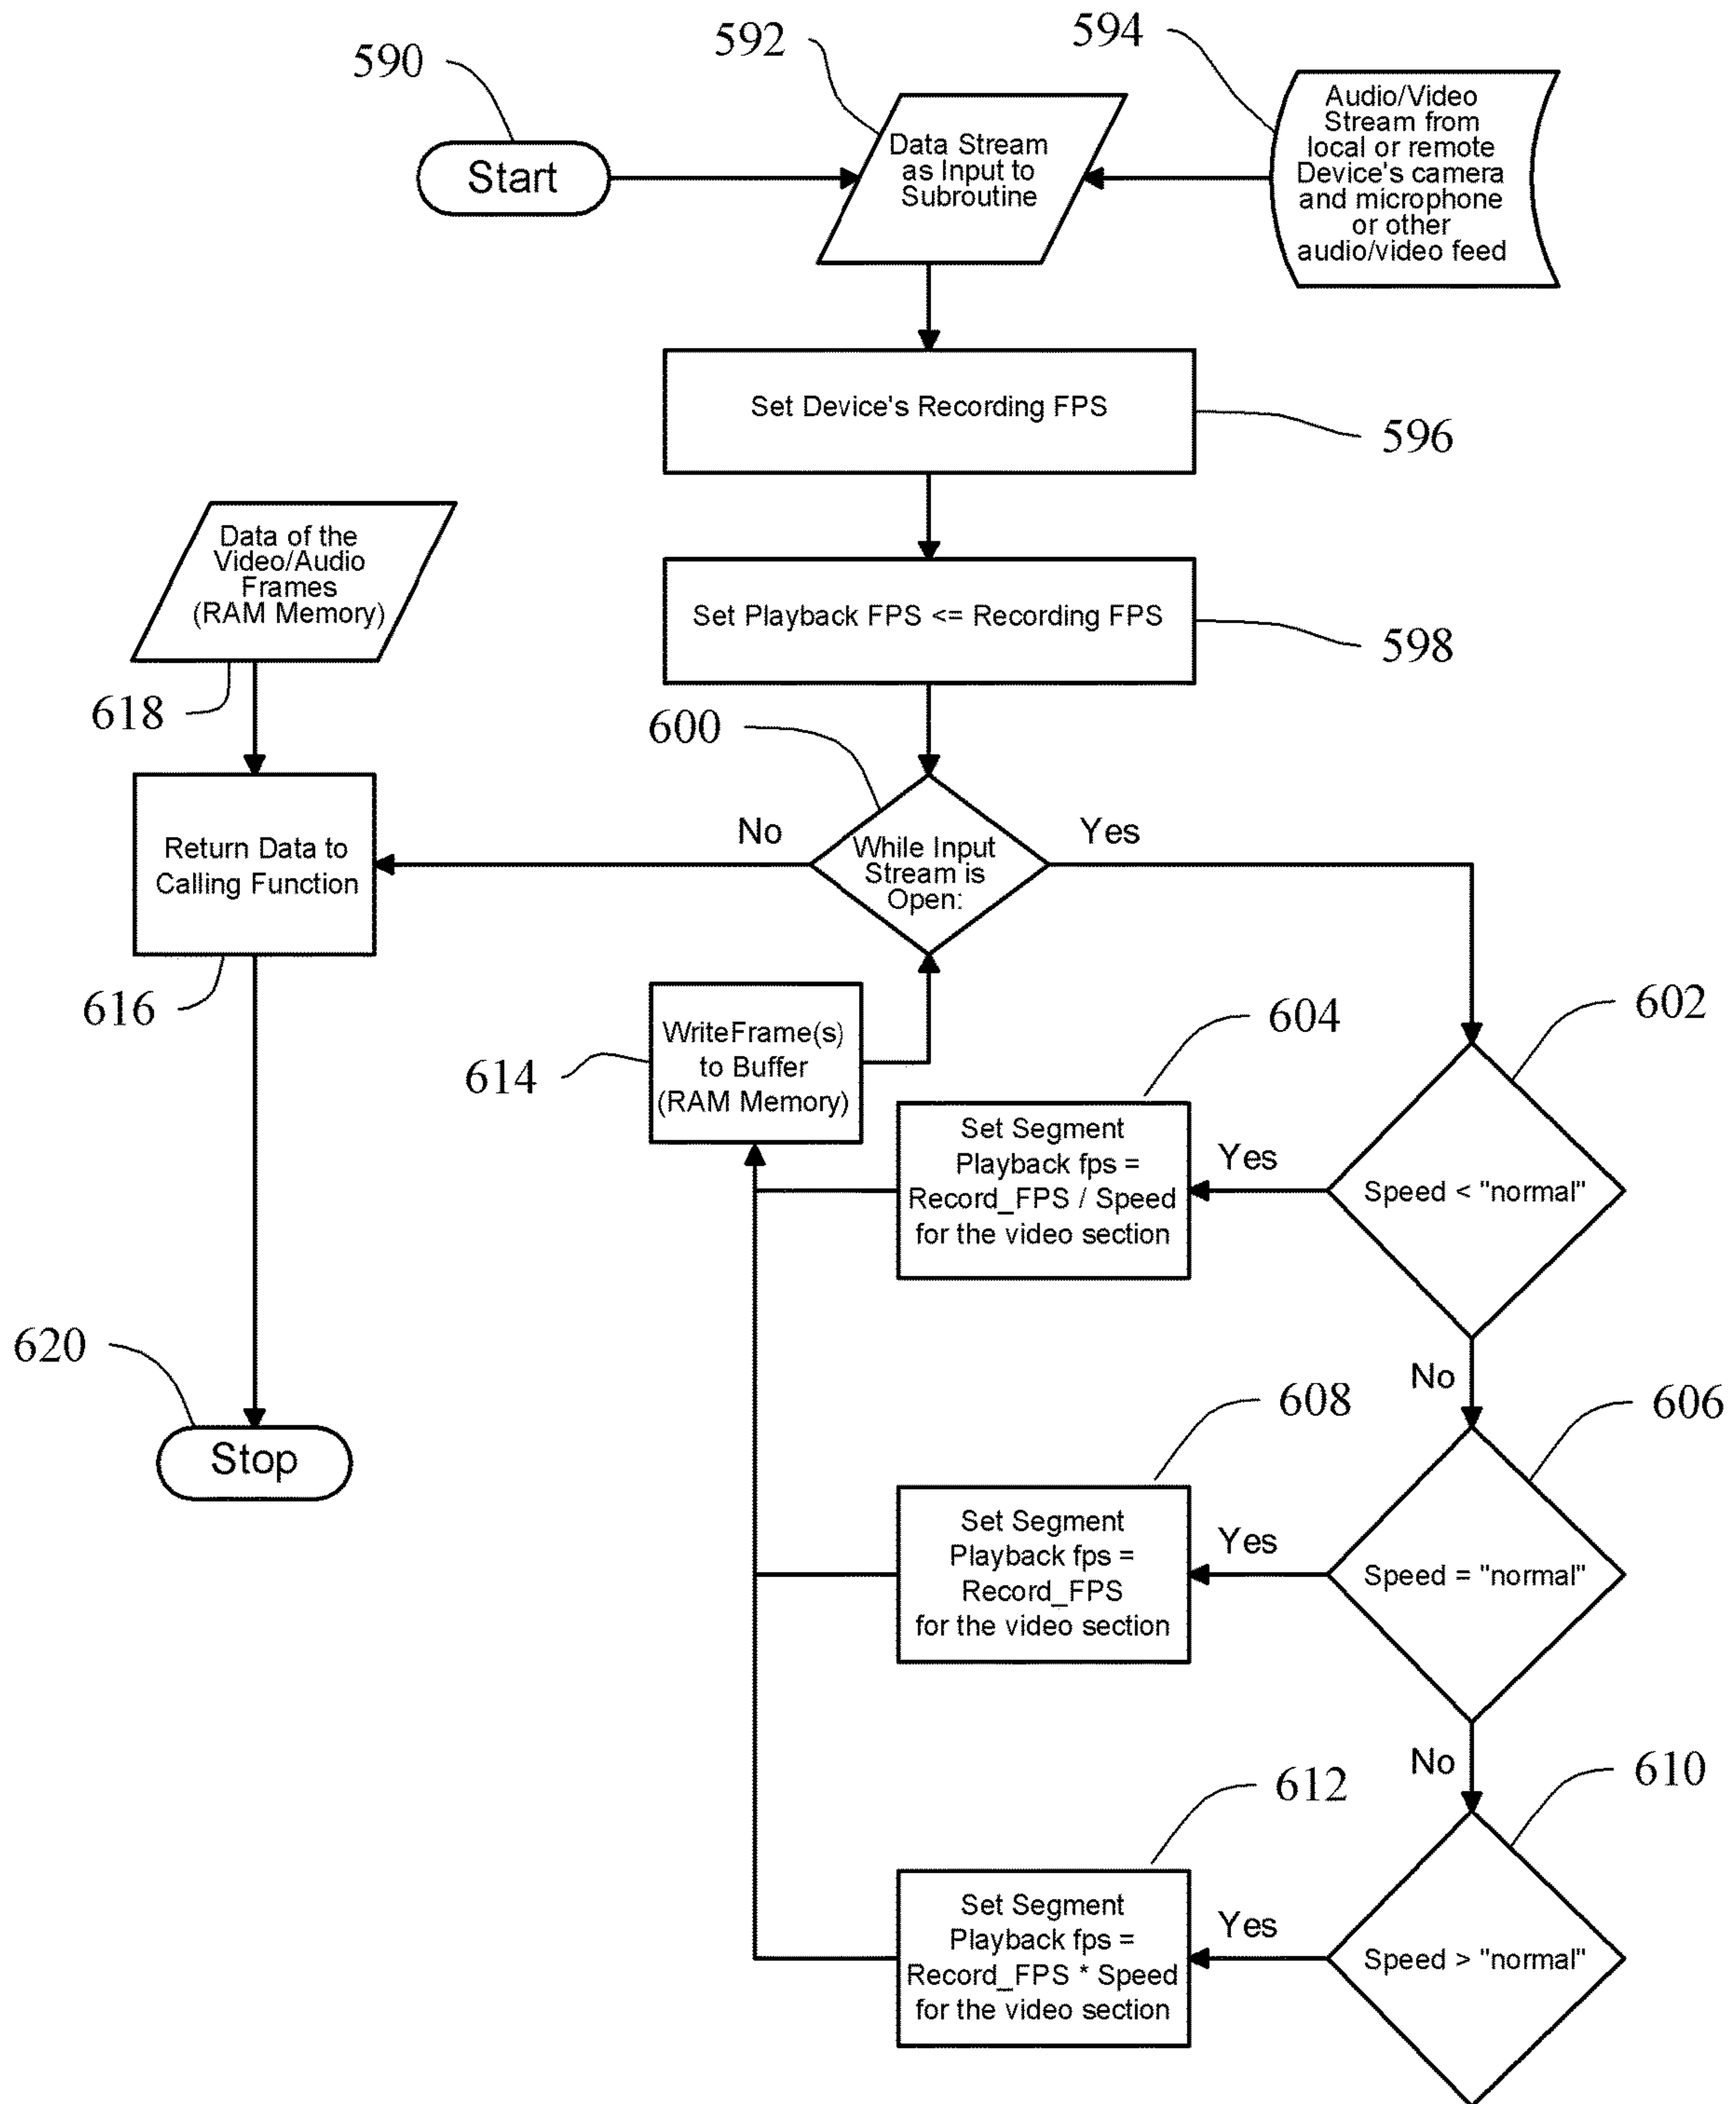 590
592
594
Start
Data Stream
as Input to
Subroutine
Audio/Video
Stream from
local or remote
Device's camera
and microphone
or other
audio/video feed
Set Device's Recording FPS
596
Set Playback FPS <= Recording FPS
598
Data of the
Video/Audio
Frames
(RAM Memory)
618
600
No
Yes
While Input
Stream is
Open:
Return Data to
Calling Function
616
WriteFrame(s)
to Buffer
(RAM Memory)
614
602
604
Speed < "normal"
Yes
Set Segment
Playback fps =
Record_FPS / Speed
for the video section
No
606
608
Speed = "normal"
Yes
Set Segment
Playback fps =
Record_FPS
for the video section
No
610
612
Speed > "normal"
Yes
Set Segment
Playback fps =
Record_FPS * Speed
for the video section
620
Stop